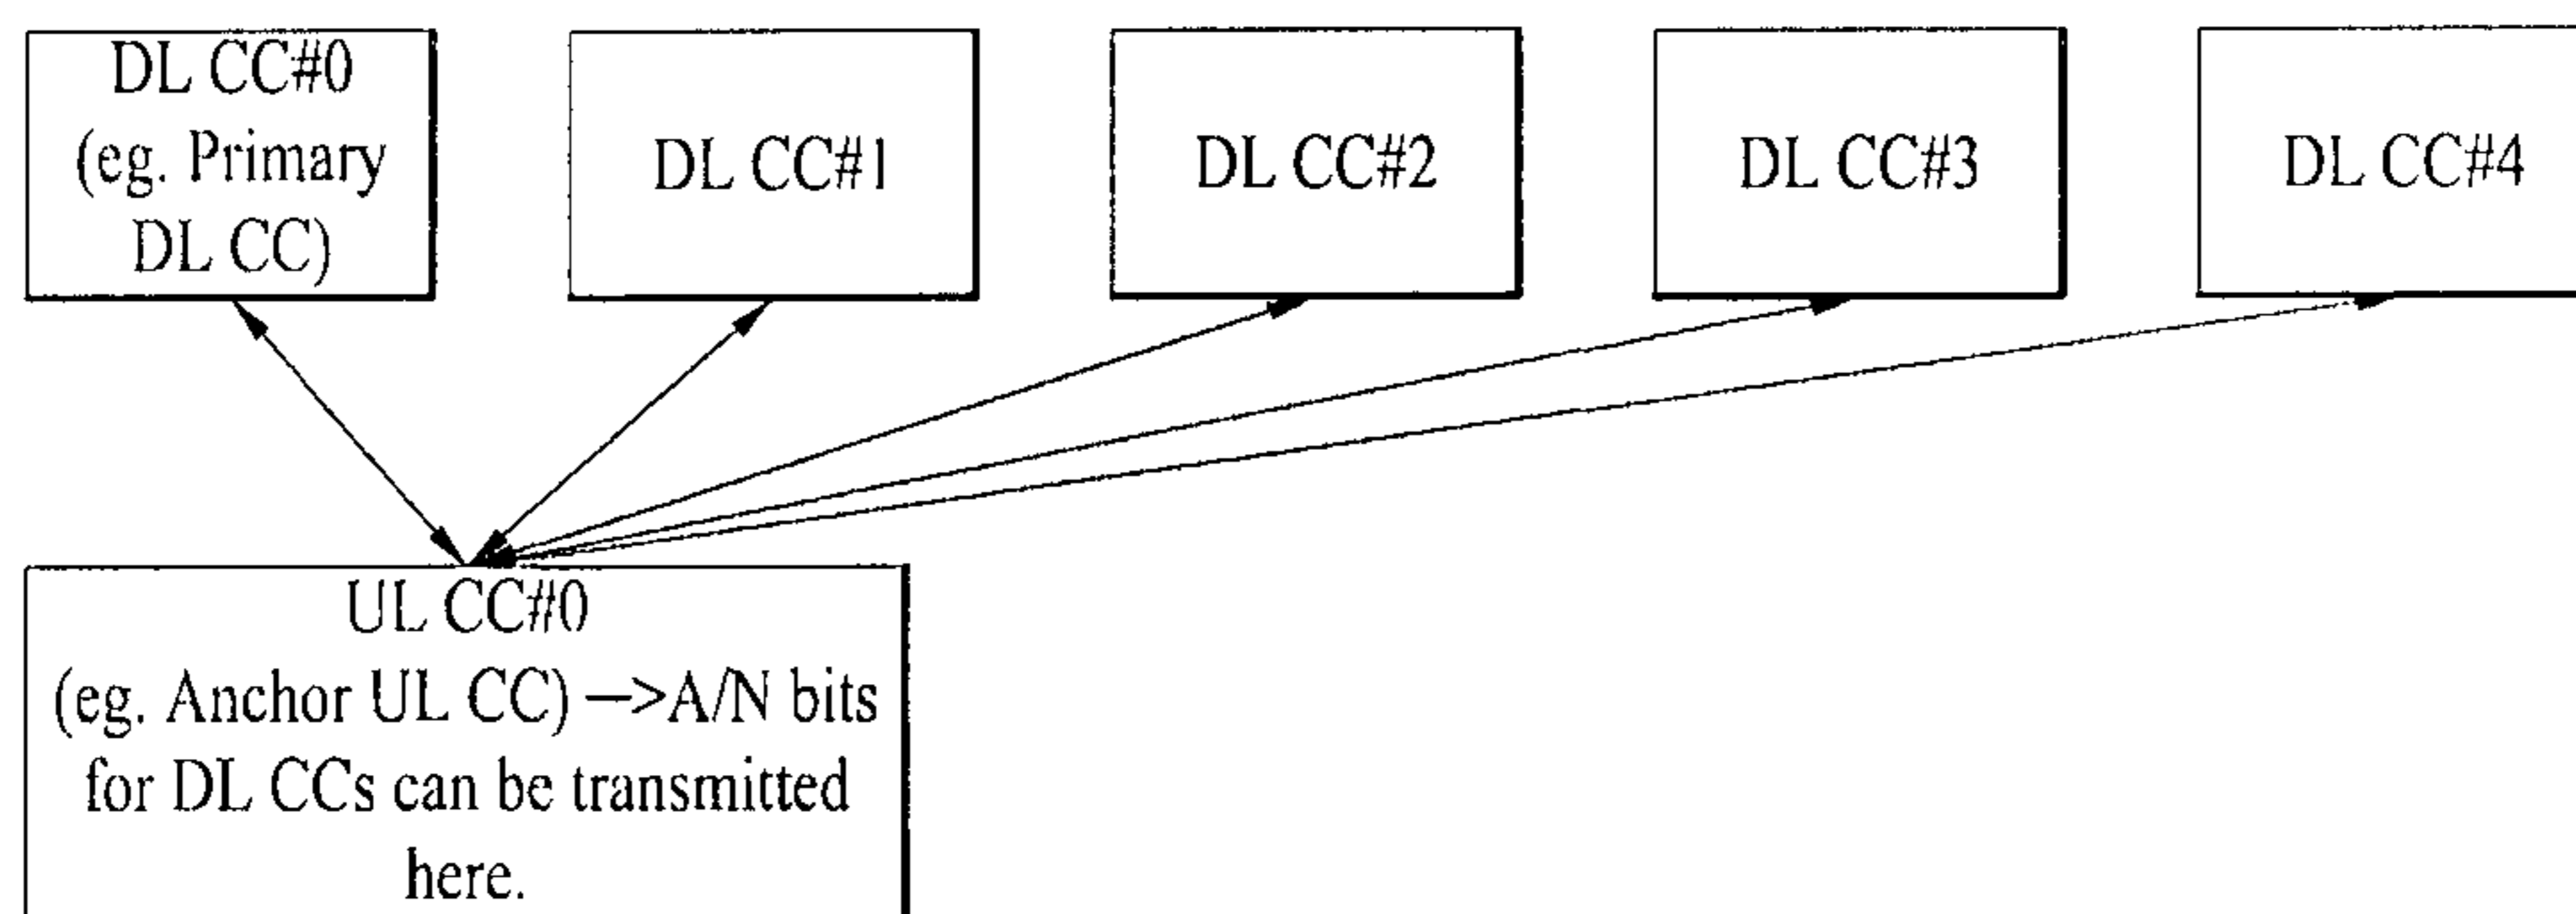 DL CC#0
(eg. Primary
DL CC)
DL CC#1
DL CC#2
DL CC#3
DL CC#4
UL CC#0
(eg. Anchor UL CC) —>A/N bits
for DL CCs can be transmitted
here.